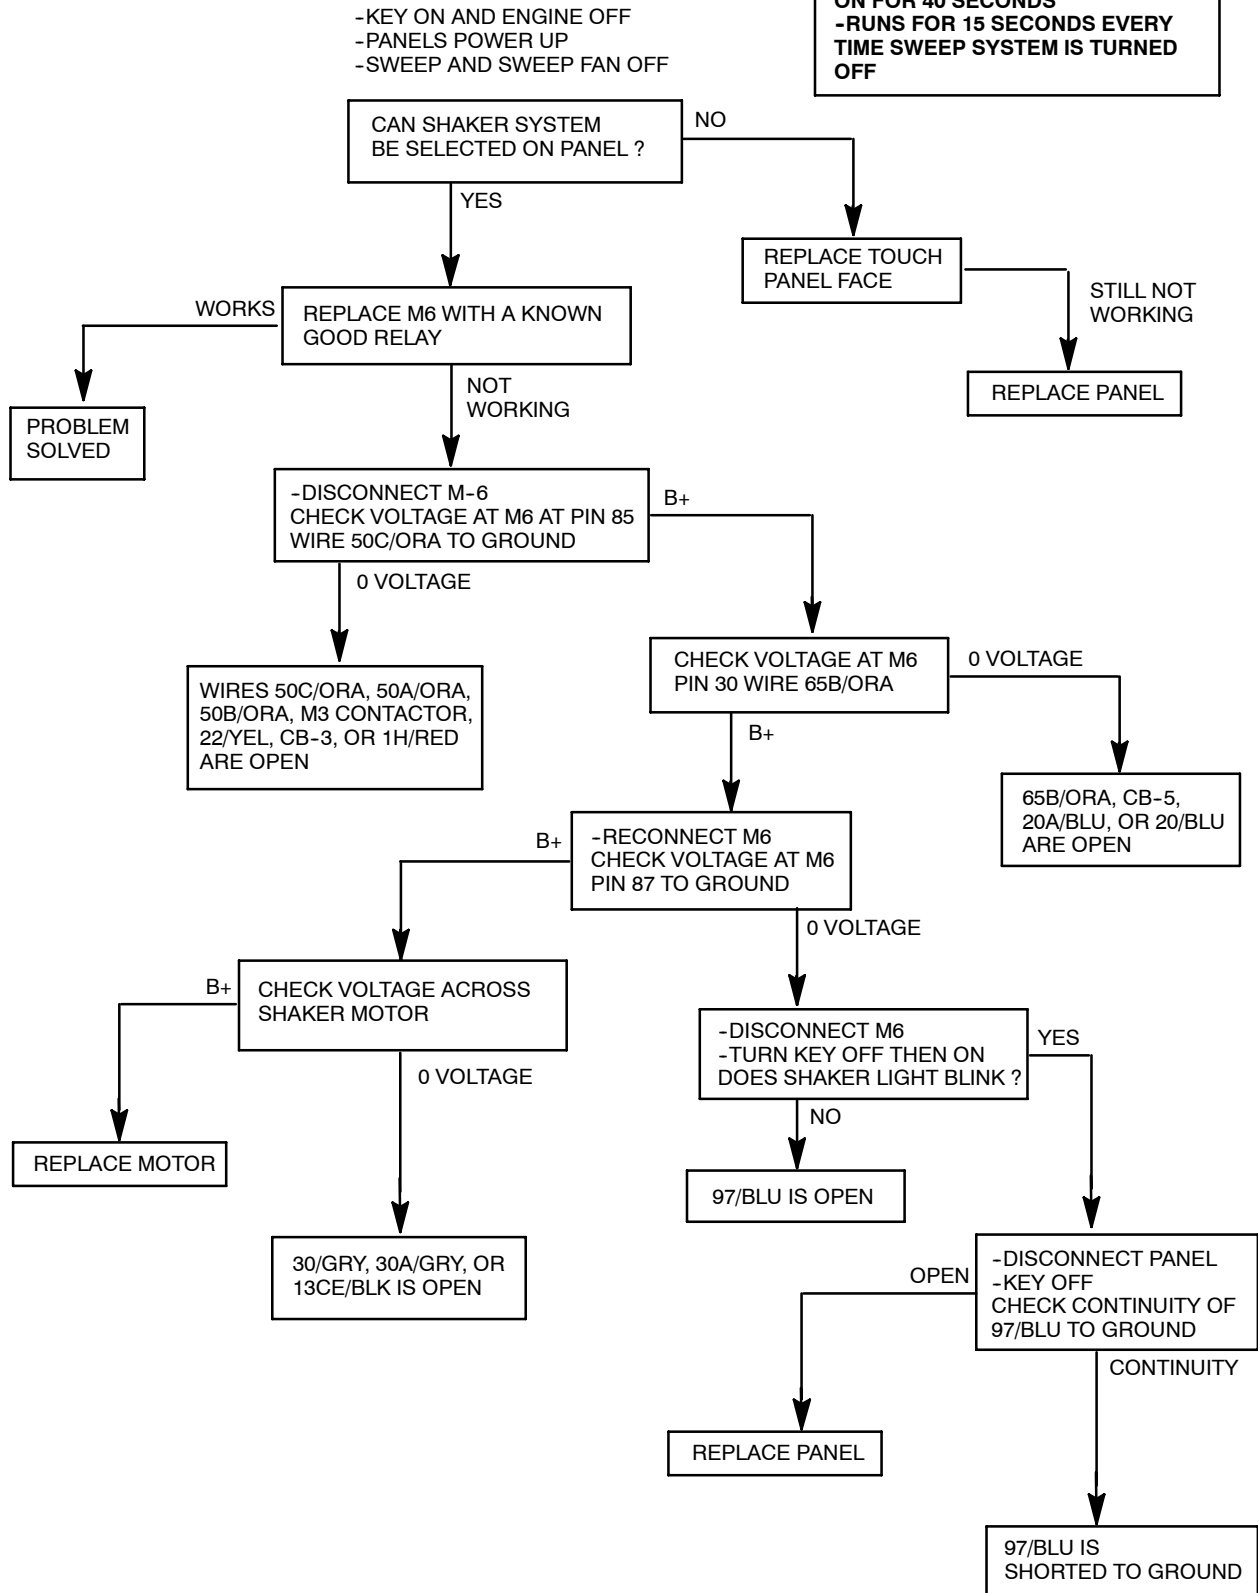 ON FOR 40 SECONDS
-RUNS FOR 15 SECONDS EVERY
TIME SWEEP SYSTEM IS TURNED
OFF
-KEY ON AND ENGINE OFF
-PANELS POWER UP
-SWEEP AND SWEEP FAN OFF
CAN SHAKER SYSTEM
BE SELECTED ON PANEL ?
NO
YES
REPLACE TOUCH
PANEL FACE
STILL NOT
WORKING
REPLACE PANEL
WORKS
REPLACE M6 WITH A KNOWN
GOOD RELAY
NOT
WORKING
PROBLEM
SOLVED
-DISCONNECT M-6
CHECK VOLTAGE AT M6 AT PIN 85
WIRE 50C/ORA TO GROUND
B+
0 VOLTAGE
WIRES 50C/ORA, 50A/ORA,
50B/ORA, M3 CONTACTOR,
22/YEL, CB-3, OR 1H/RED
ARE OPEN
CHECK VOLTAGE AT M6
PIN 30 WIRE 65B/ORA
0 VOLTAGE
B+
65B/ORA, CB-5,
20A/BLU, OR 20/BLU
ARE OPEN
B+
-RECONNECT M6
CHECK VOLTAGE AT M6
PIN 87 TO GROUND
0 VOLTAGE
B+
CHECK VOLTAGE ACROSS
SHAKER MOTOR
0 VOLTAGE
REPLACE MOTOR
30/GRY, 30A/GRY, OR
13CE/BLK IS OPEN
-DISCONNECT M6
-TURN KEY OFF THEN ON
DOES SHAKER LIGHT BLINK ?
YES
NO
97/BLU IS OPEN
OPEN
-DISCONNECT PANEL
-KEY OFF
CHECK CONTINUITY OF
97/BLU TO GROUND
CONTINUITY
REPLACE PANEL
97/BLU IS
SHORTED TO GROUND